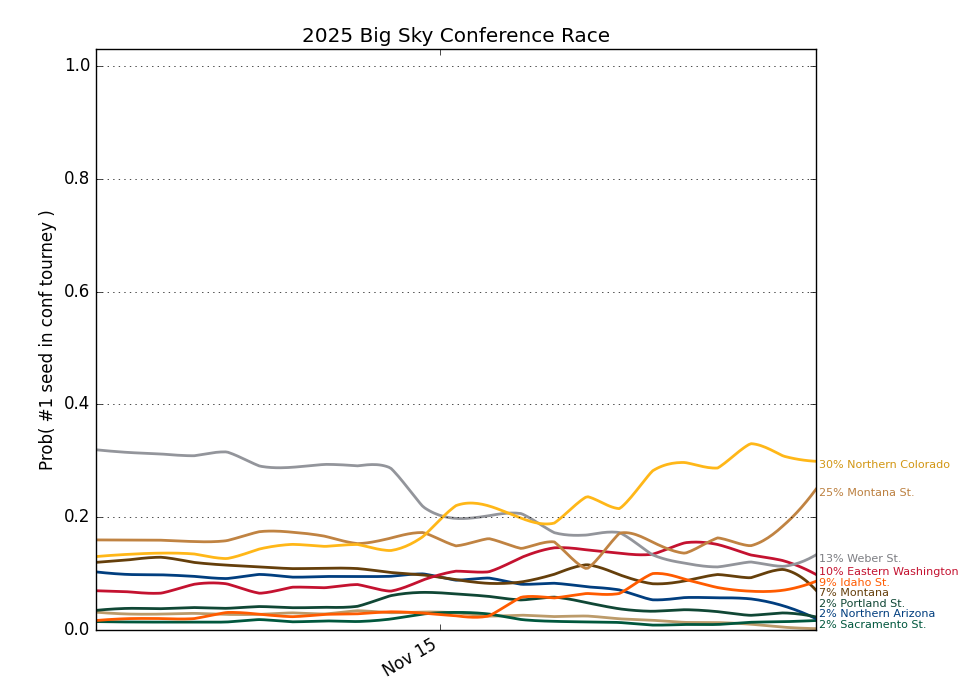 2025 Big Sky Conference Race
Prob( #1 seed in conf tourney )
1.0
0.8
0.6
0.4
0.2
0.0
Nov 15
30% Northern Colorado
25% Montana St.
13% Weber St.
10% Eastern Washington
9% Idaho St.
7% Montana
2% Portland St.
2% Northern Arizona
2% Sacramento St.